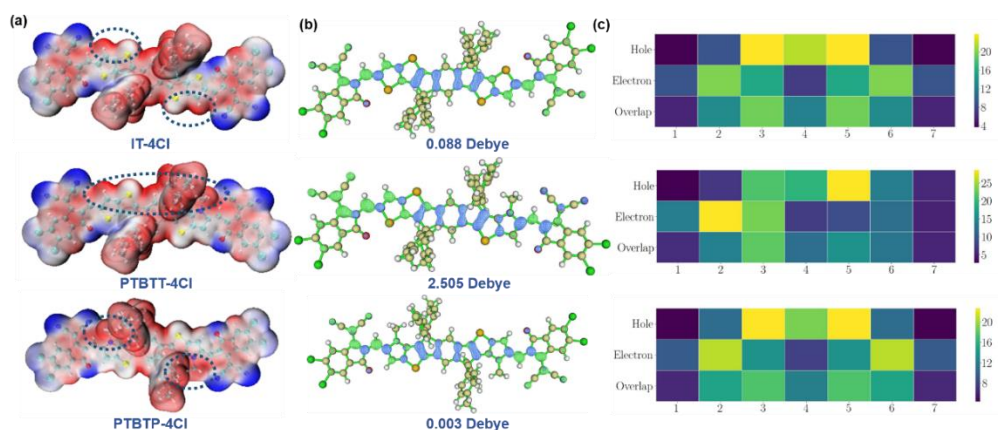 (a)
IT-4Cl
PTBTT-4Cl
PTBTP-4Cl
(b)
0.088 Debye
2.505 Debye
0.003 Debye
(c)
Hole
Electron
Overlap
1 2 3 4 5 6 7
24
20
16
12
8
4
Hole
Electron
Overlap
1 2 3 4 5 6 7
25
20
15
10
5
Hole
Electron
Overlap
1 2 3 4 5 6 7
20
16
12
8